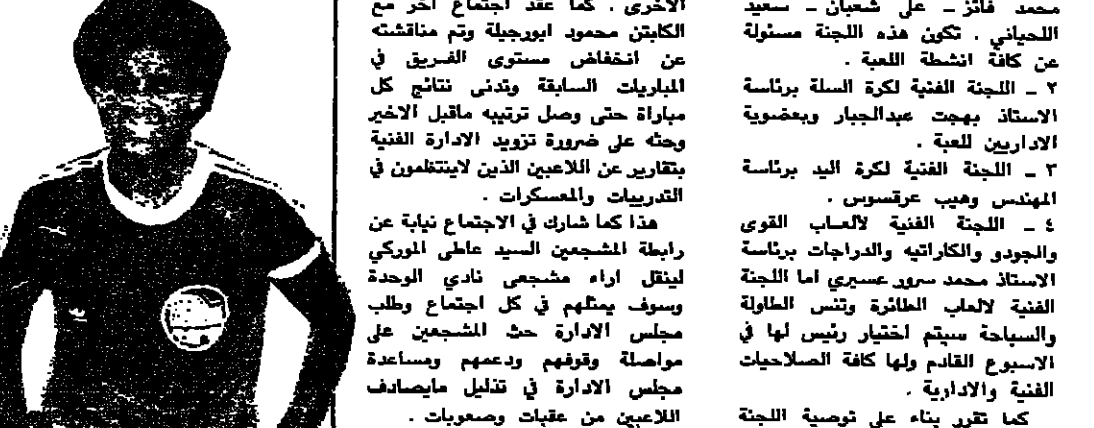 محمد فائز ـ على شعبان ـ سعيد
اللحياني . تكون هذه اللجنة مسئولة
عن كافة انشطة اللعبة .
٢ ـ اللجنة الفنية لكرة السلة برئاسة
الاستاذ بهجت عبدالجبار وبعضوية
الاداريين للعبة .
٣ ـ اللجنة الفنية لكرة اليد برئاسة
المهندس وهيب عرقسوس .
٤ ـ اللجنة الفنية لألعاب القوى
والجودو والكاراتيه والدراجات برئاسة
الاستاذ محمد سرور عسيري اما اللجنة
الفنية لالعاب الطائرة وتنس الطاولة
والسباحة سيتم اختيار رئيس لها في
الاسبوع القادم ولها كافة الصلاحيات
الفنية والادارية .
كما تقرر بناء على توصية اللجنة
الاخرى . كما عقد اجتماع اخر مع
الكابتن محمود ابورجيلة وتم مناقشته
عن انخفاض مستوى الفريق في
المباريات السابقة وتدنى نتائج كل
مباراة حتى وصل ترتيبه ماقبل الاخير
وحثه على ضرورة تزويد الادارة الفنية
بتقارير عن اللاعبين الذين لاينتظمون في
التدريبات والمعسكرات .
هذا كما شارك في الاجتماع نيابة عن
رابطة المشجعين السيد عاطى الموركي
لينقل اراء مشجعى نادي الوحدة
وسوف يمثلهم في كل اجتماع وطلب
مجلس الادارة حث المشجعين على
مواصلة وقوفهم ودعمهم ومساعدة
مجلس الادارة في تذليل مايصادف
اللاعبين من عقبات وصعوبات .